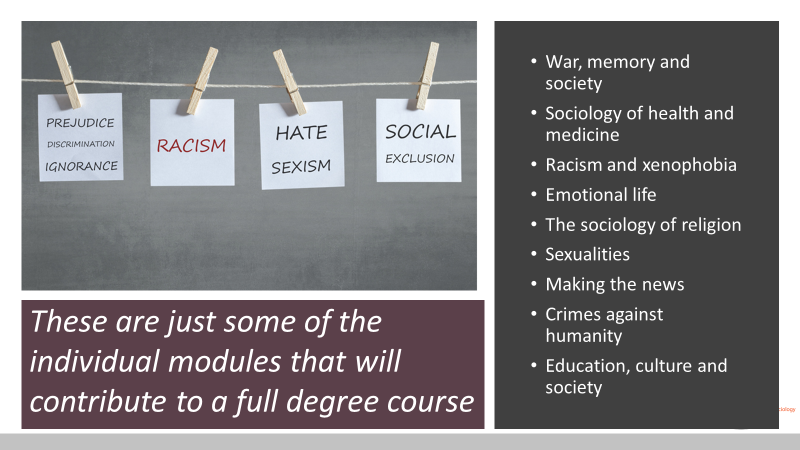 PREJUDICE
DISCRIMINATION
IGNORANCE
RACISM
HATE
SEXISM
SOCIAL
EXCLUSION
These are just some of the
individual modules that will
contribute to a full degree course
• War, memory and
society
• Sociology of health and
medicine
• Racism and xenophobia
• Emotional life
• The sociology of religion
• Sexualities
• Making the news
• Crimes against
humanity
• Education, culture and
society